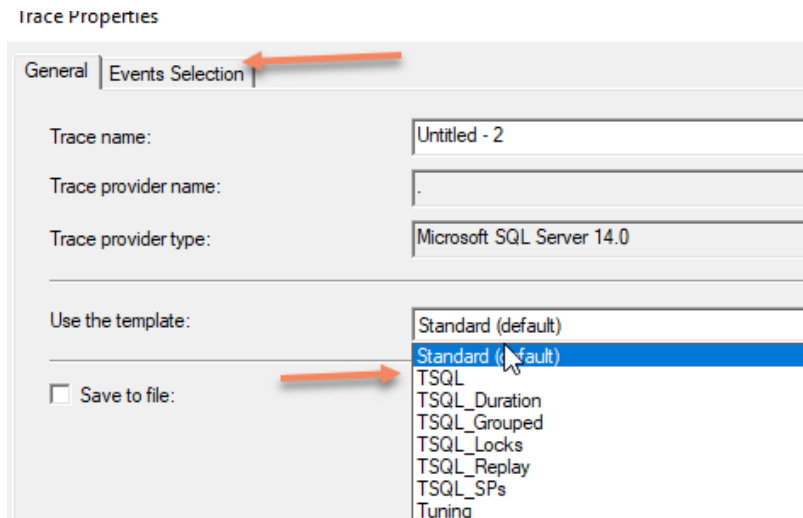 Trace Properties
General
Events Selection
Trace name:
Untitled - 2
Trace provider name:
.
Trace provider type:
Microsoft SQL Server 14.0
Use the template:
Standard (default)
Standard (default)
TSQL
Save to file:
TSQL_Duration
TSQL_Grouped
TSQL_Locks
TSQL_Replay
TSQL_SPs
Tuning